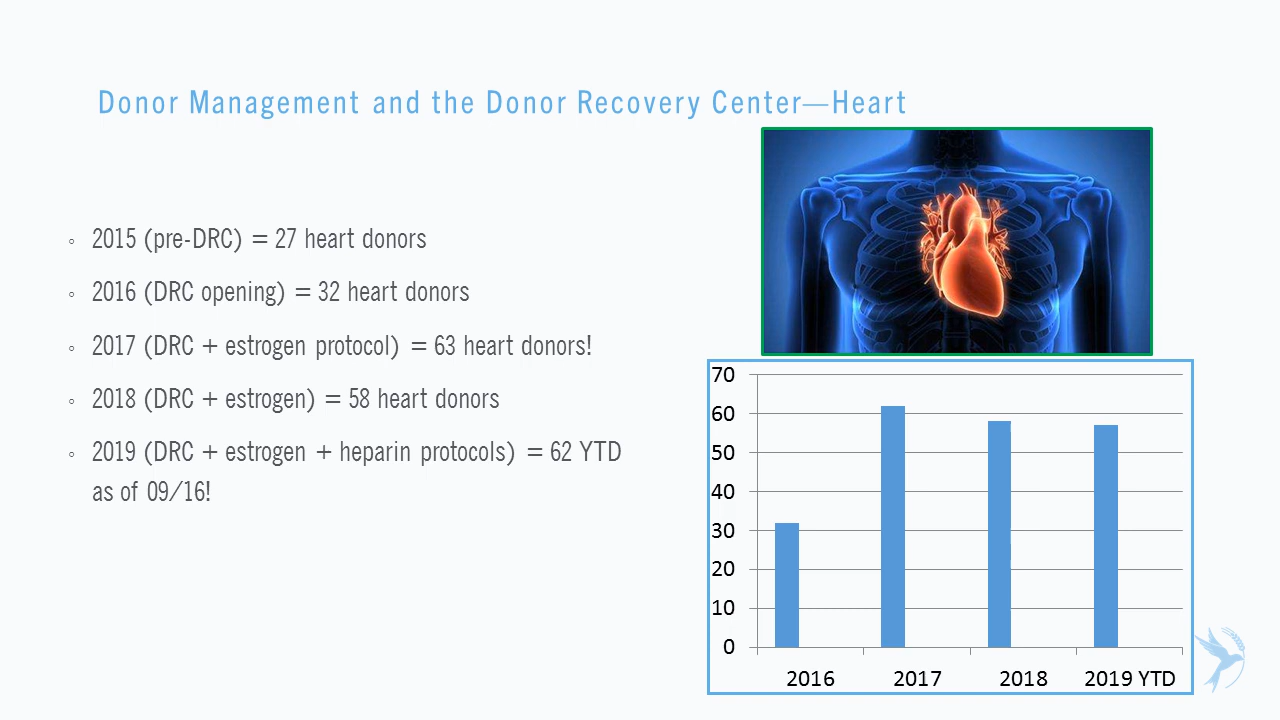 Donor Management and the Donor Recovery Center—Heart
◦ 2015 (pre-DRC) = 27 heart donors
◦ 2016 (DRC opening) = 32 heart donors
◦ 2017 (DRC + estrogen protocol) = 63 heart donors!
◦ 2018 (DRC + estrogen) = 58 heart donors
◦ 2019 (DRC + estrogen + heparin protocols) = 62 YTD
as of 09/16!
70
60
50
40
30
20
10
0
2016 2017 2018 2019 YTD